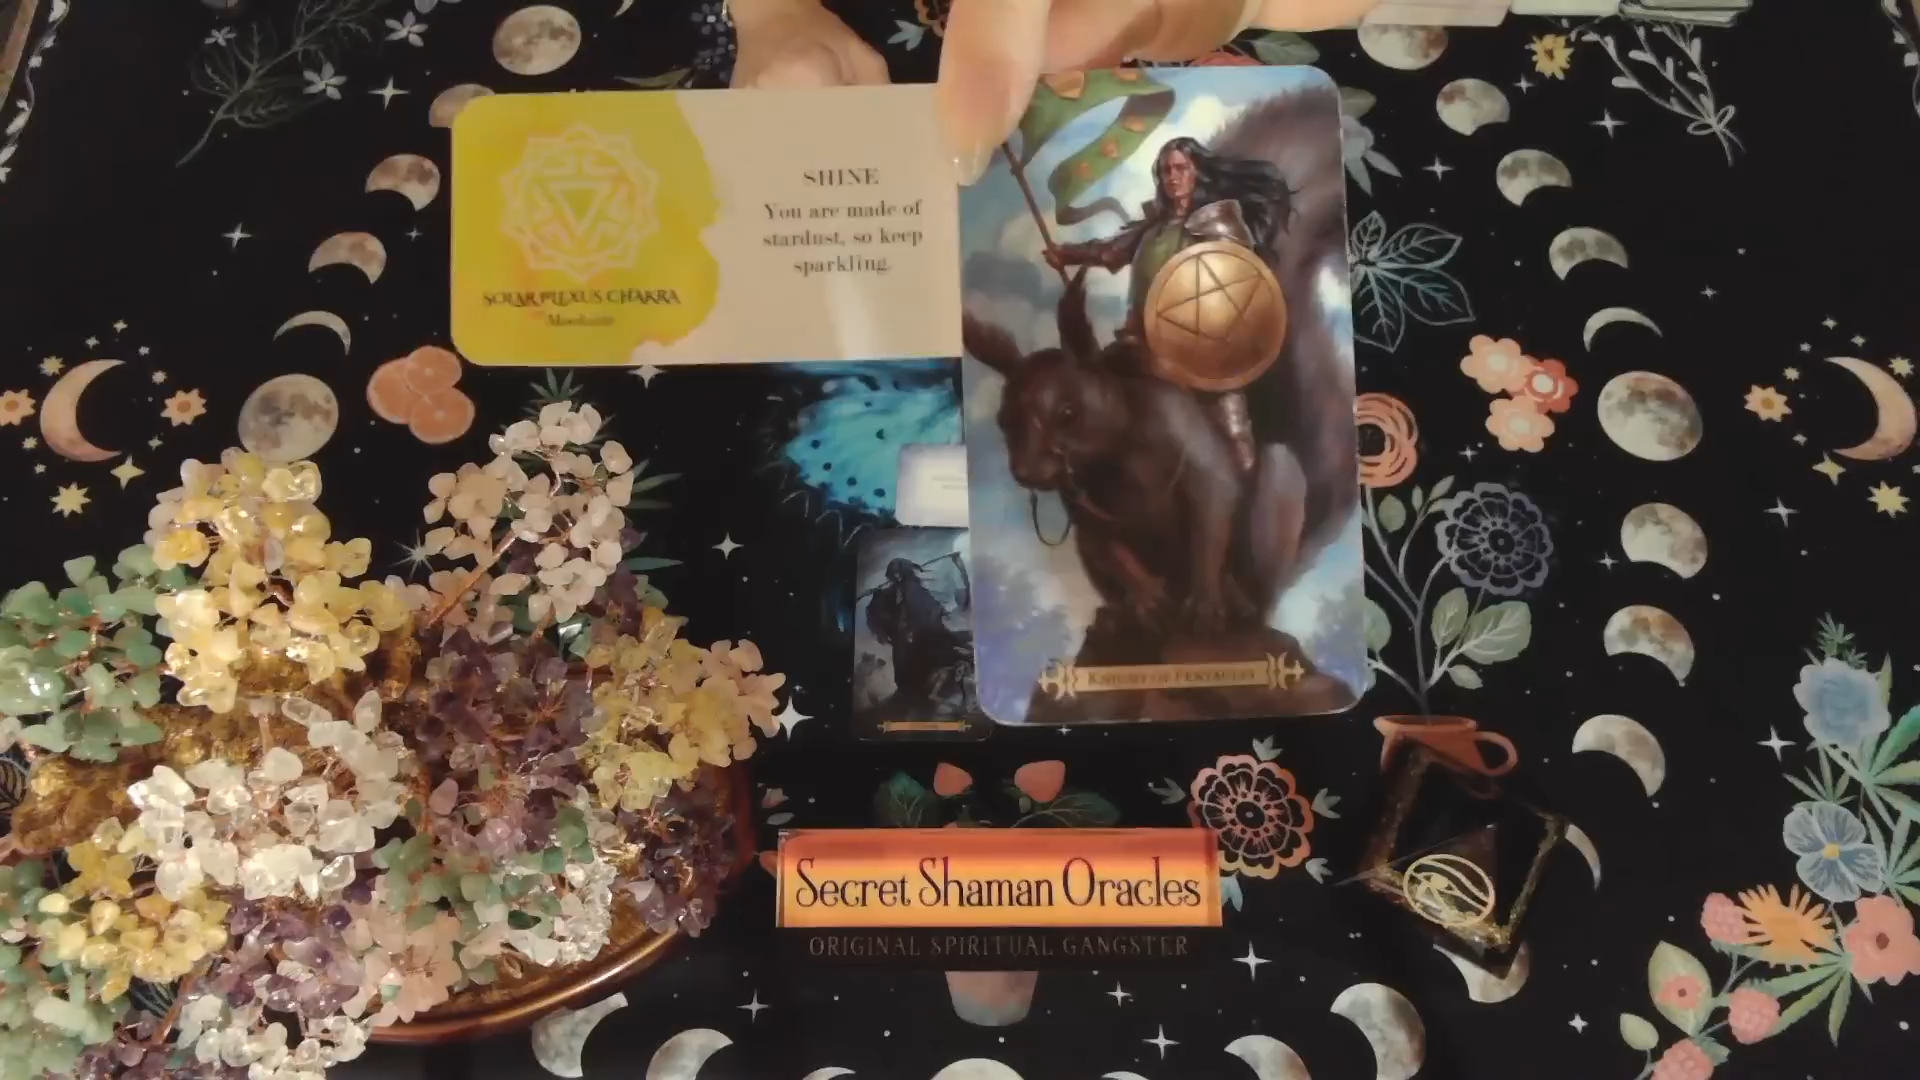 SHINE
You are made of
stardust, so keep
sparkling.
SOLAR PLEXUS CHAKRA
KNIGHT OF PENTACLES
Secret Shaman Oracles
ORIGINAL SPIRITUAL GANGSTER